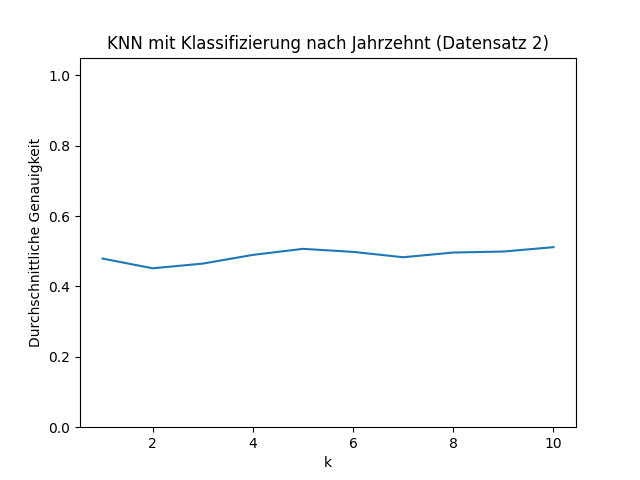 KNN mit Klassifizierung nach Jahrzehnt (Datensatz 2)
Durchschnittliche Genauigkeit
1.0
0.8
0.6
0.4
0.2
0.0
2 4 6 8 10
k